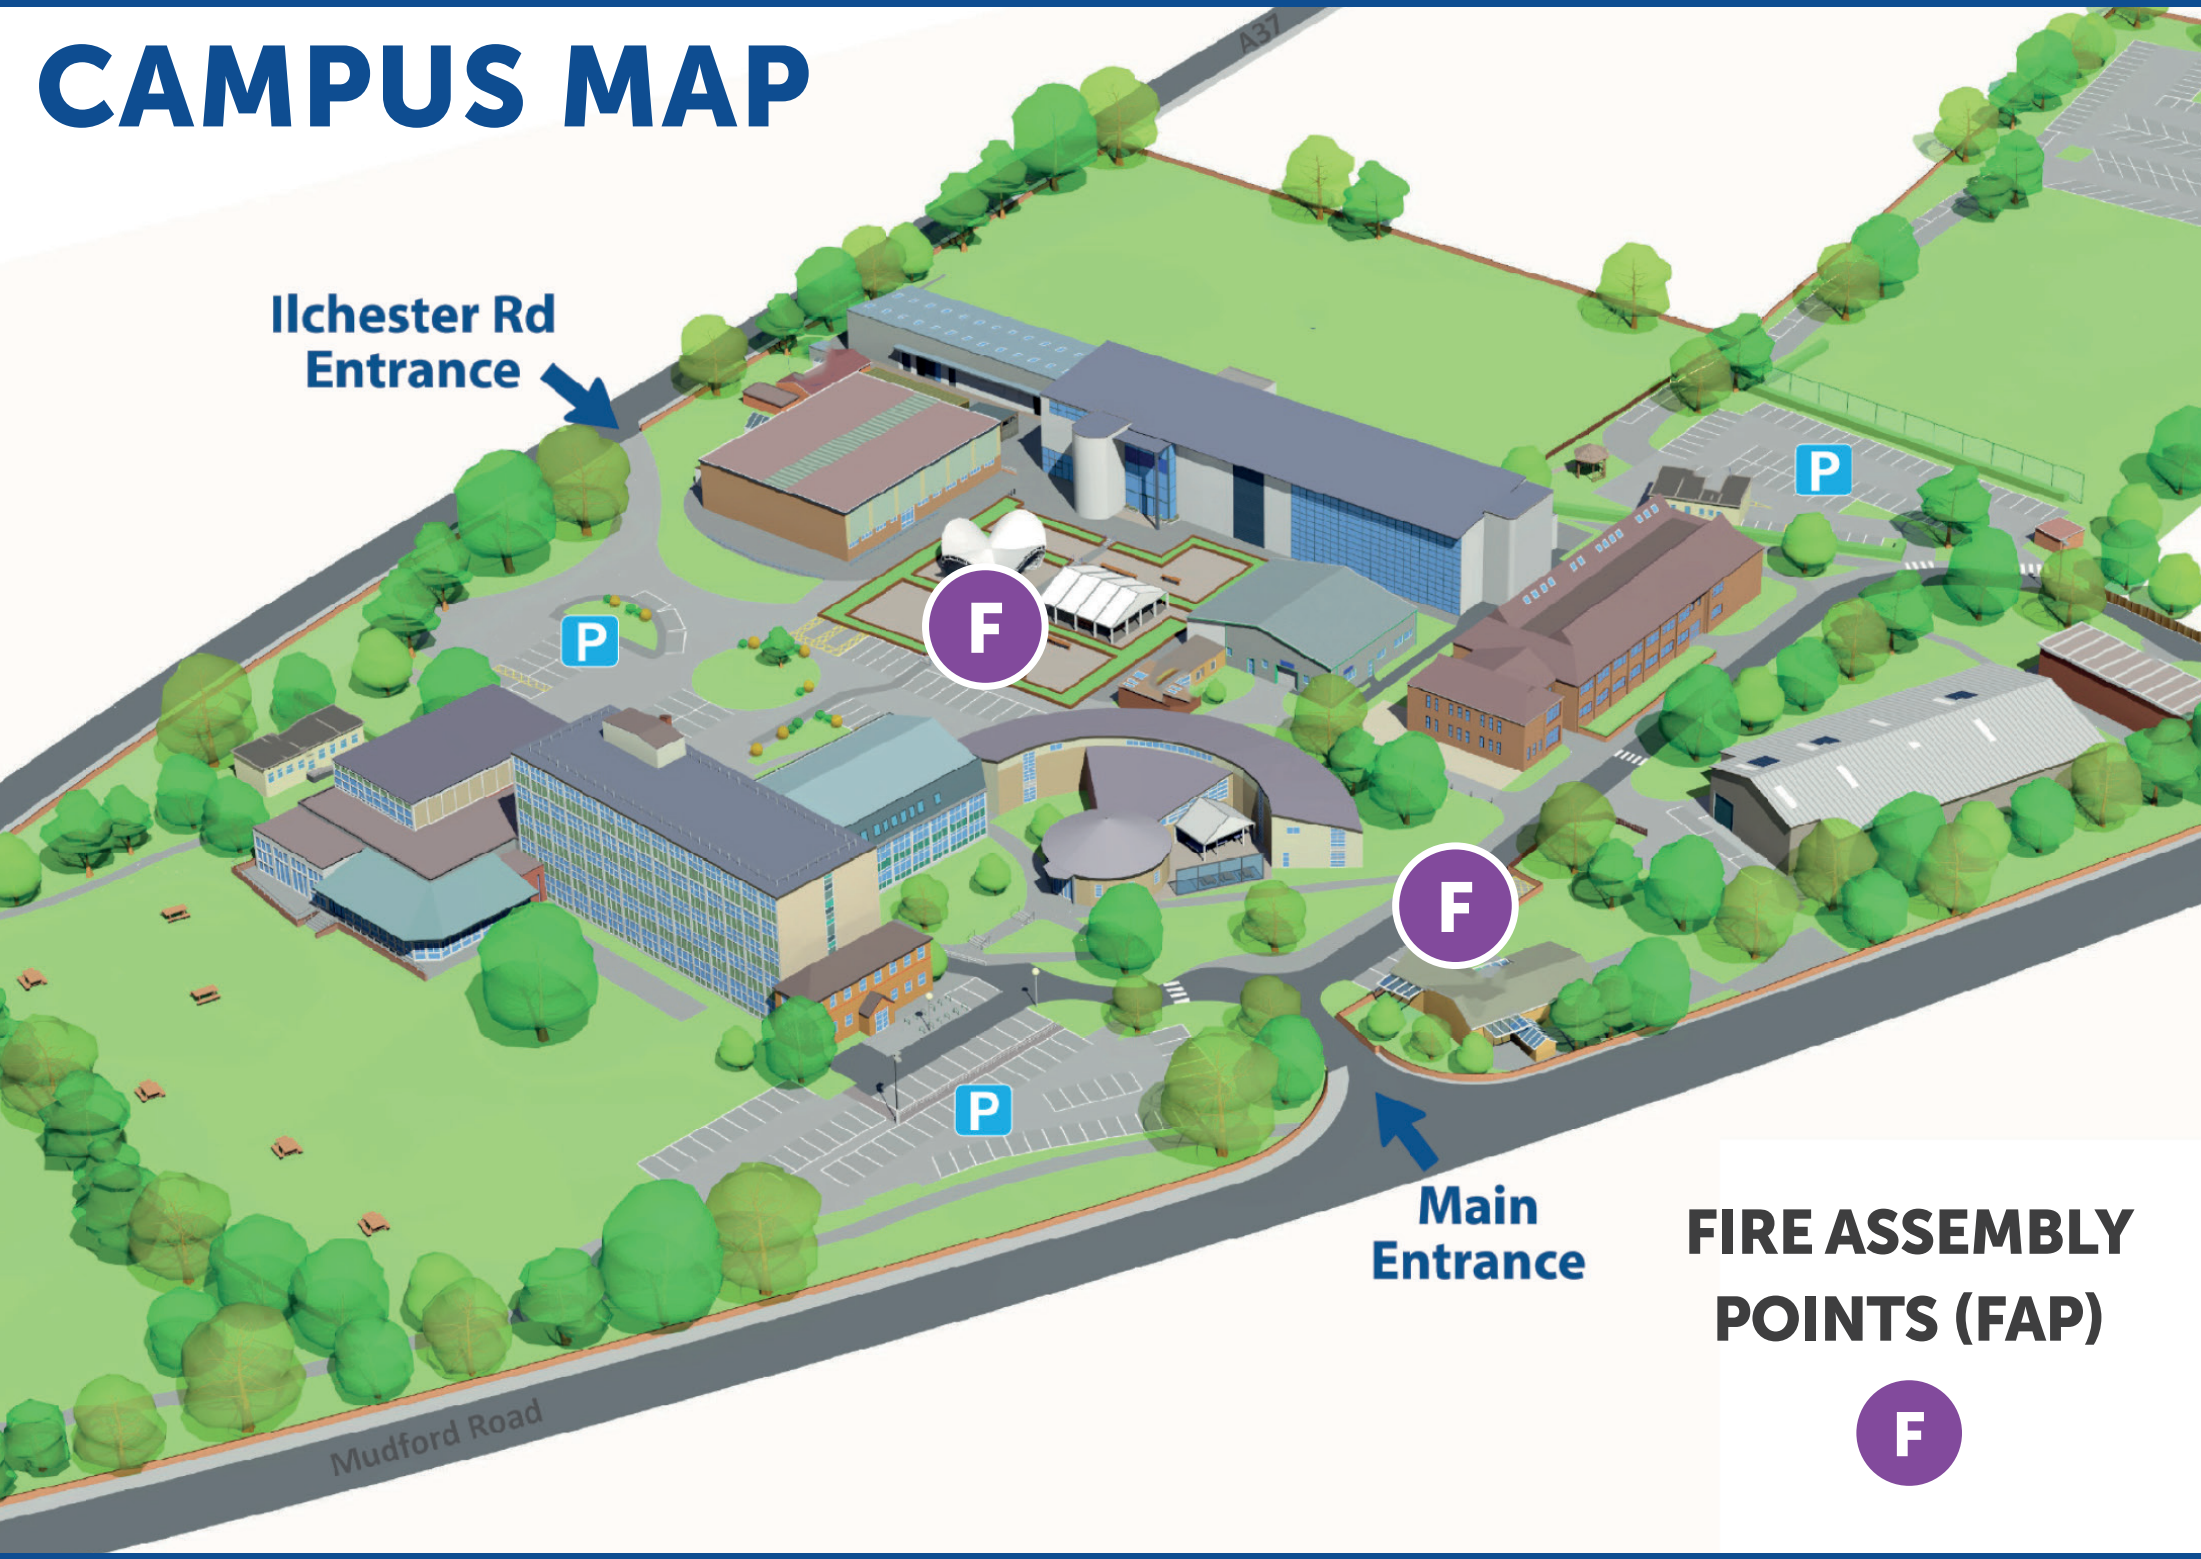 CAMPUS MAP
A37
Ilchester Rd
Entrance
P
P
F
F
P
Main
Entrance
FIRE ASSEMBLY
POINTS (FAP)
F
Mudford Road